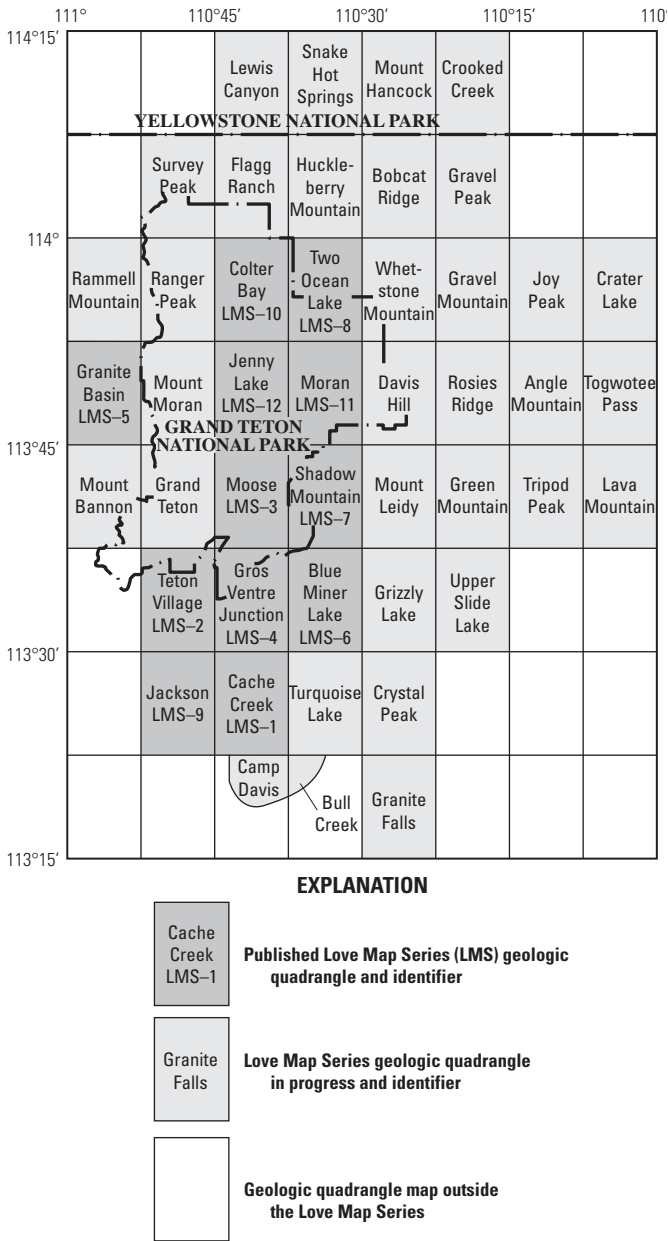 111° 110°45′ 110°30′ 110°15′ 110°
114°15′
Lewis
Canyon
Snake
Hot
Springs
Mount
Hancock
Crooked
Creek
YELLOWSTONE NATIONAL PARK
Survey
Peak
Flagg
Ranch
Huckle-
berry
Mountain
Bobcat
Ridge
Gravel
Peak
114°
Rammell
Mountain
Ranger
Peak
Colter
Bay
LMS–10
Two
Ocean
Lake
LMS–8
Whet-
stone
Mountain
Gravel
Mountain
Joy
Peak
Crater
Lake
Granite
Basin
LMS–5
Mount
Moran
Jenny
Lake
LMS–12
Moran
LMS–11
Davis
Hill
Rosies
Ridge
Angle
Mountain
Togwotee
Pass
GRAND TETON
NATIONAL PARK
113°45′
Mount
Bannon
Grand
Teton
Moose
LMS–3
Shadow
Mountain
LMS–7
Mount
Leidy
Green
Mountain
Tripod
Peak
Lava
Mountain
Teton
Village
LMS–2
Gros
Ventre
Junction
LMS–4
Blue
Miner
Lake
LMS–6
Grizzly
Lake
Upper
Slide
Lake
113°30′
Jackson
LMS–9
Cache
Creek
LMS–1
Turquoise
Lake
Crystal
Peak
Camp
Davis
Bull
Creek
Granite
Falls
113°15′
EXPLANATION
Cache
Creek
LMS–1
Published Love Map Series (LMS) geologic
quadrangle and identifier
Granite
Falls
Love Map Series geologic quadrangle
in progress and identifier
Geologic quadrangle map outside
the Love Map Series